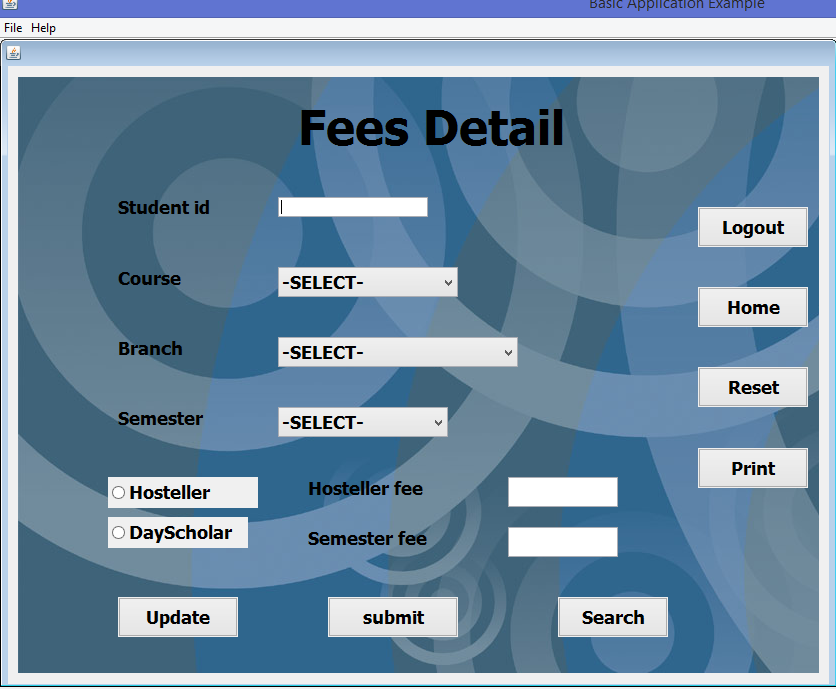 Basic Application Example
File Help
Fees Detail
Student id
Logout
Course
-SELECT-
Home
Branch
-SELECT-
Reset
Semester
-SELECT-
Print
Hosteller
Hosteller fee
DayScholar
Semester fee
Update
submit
Search